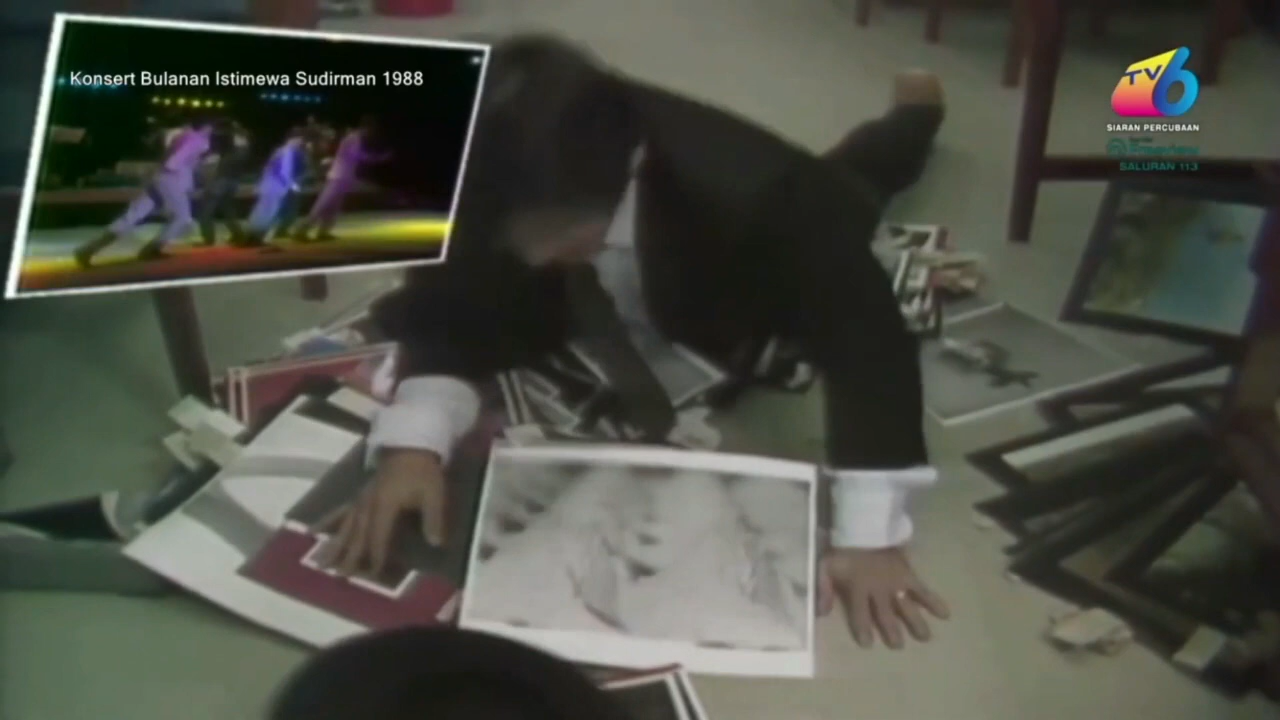 Konsert Bulanan Istimewa Sudirman 1988
TV6
SIARAN PERCUBAAN
SALURAN 113